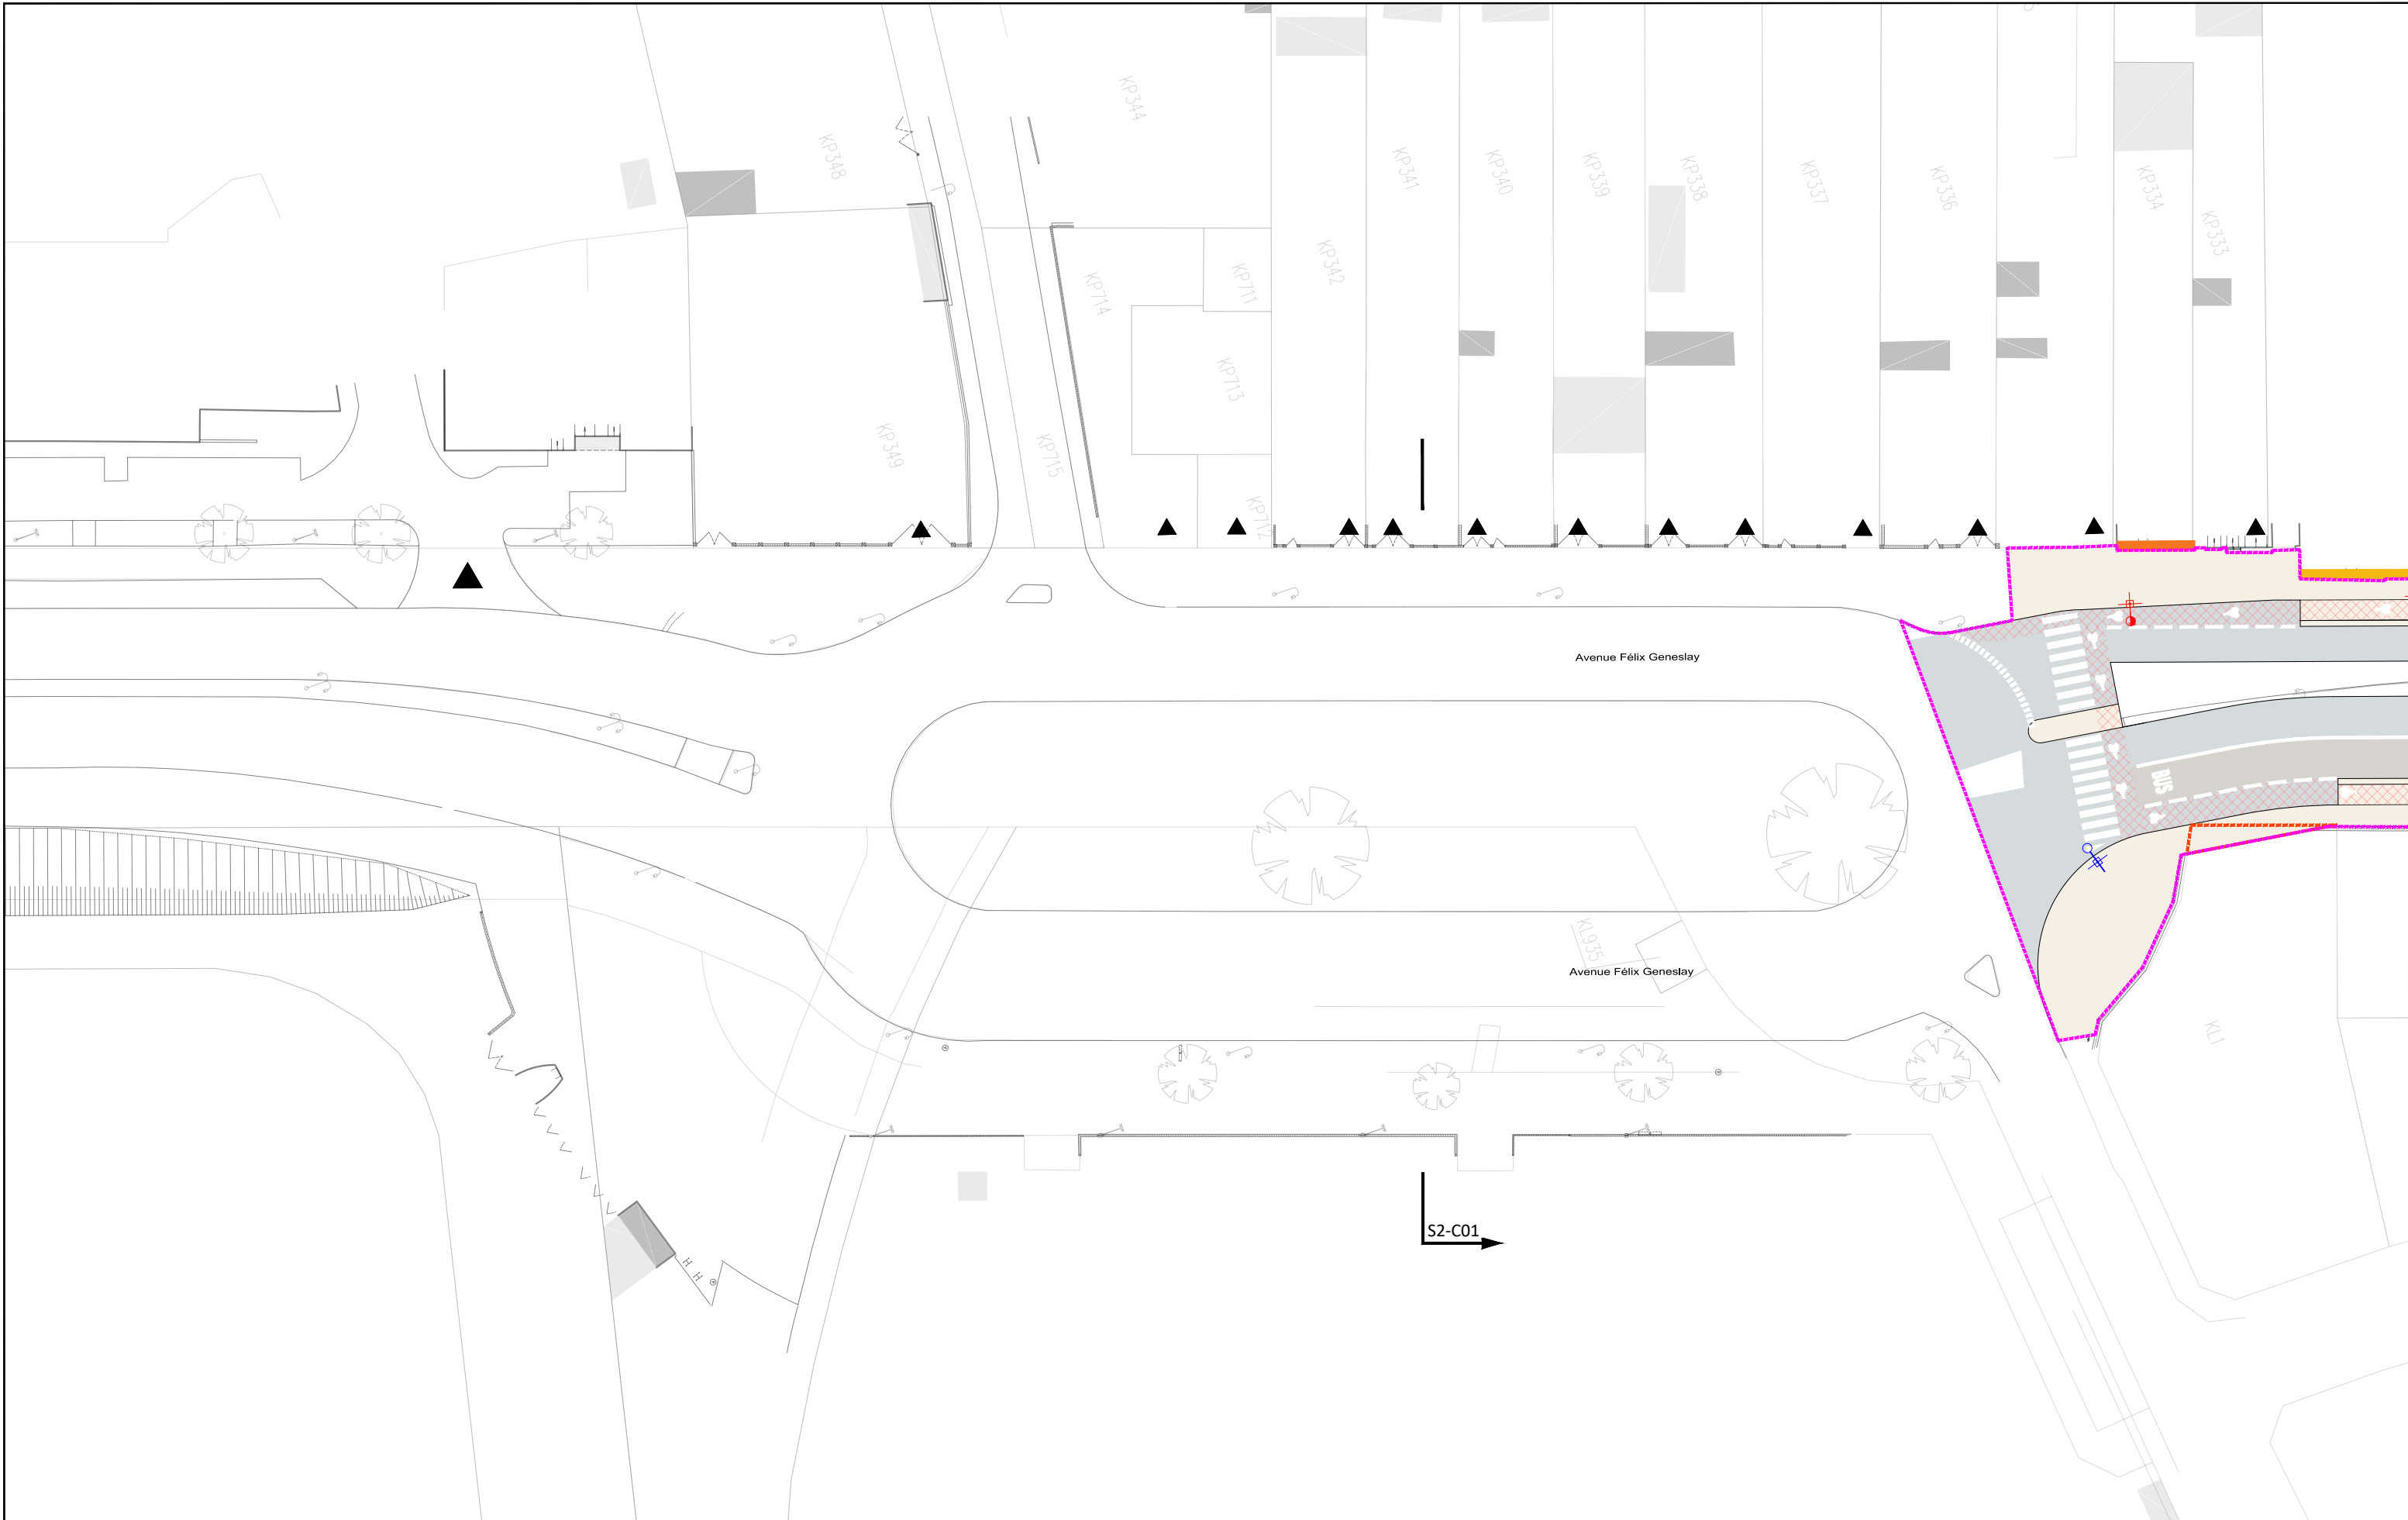 KP344
KP348
KP341
KP340
KP339
KP338
KP337
KP336
KP334
KP333
KP342
KP711
KP714
KP713
KP349
KP715
KP712
Avenue Félix Geneslay
BUS
KL935
Avenue Félix Geneslay
KL1
S2-C01